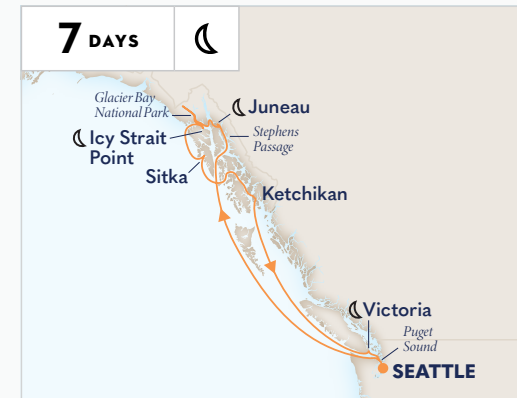 7 DAYS
Glacier Bay
National Park
Juneau
Icy Strait
Point
Stephens
Passage
Sitka
Ketchikan
Victoria
Puget
Sound
SEATTLE